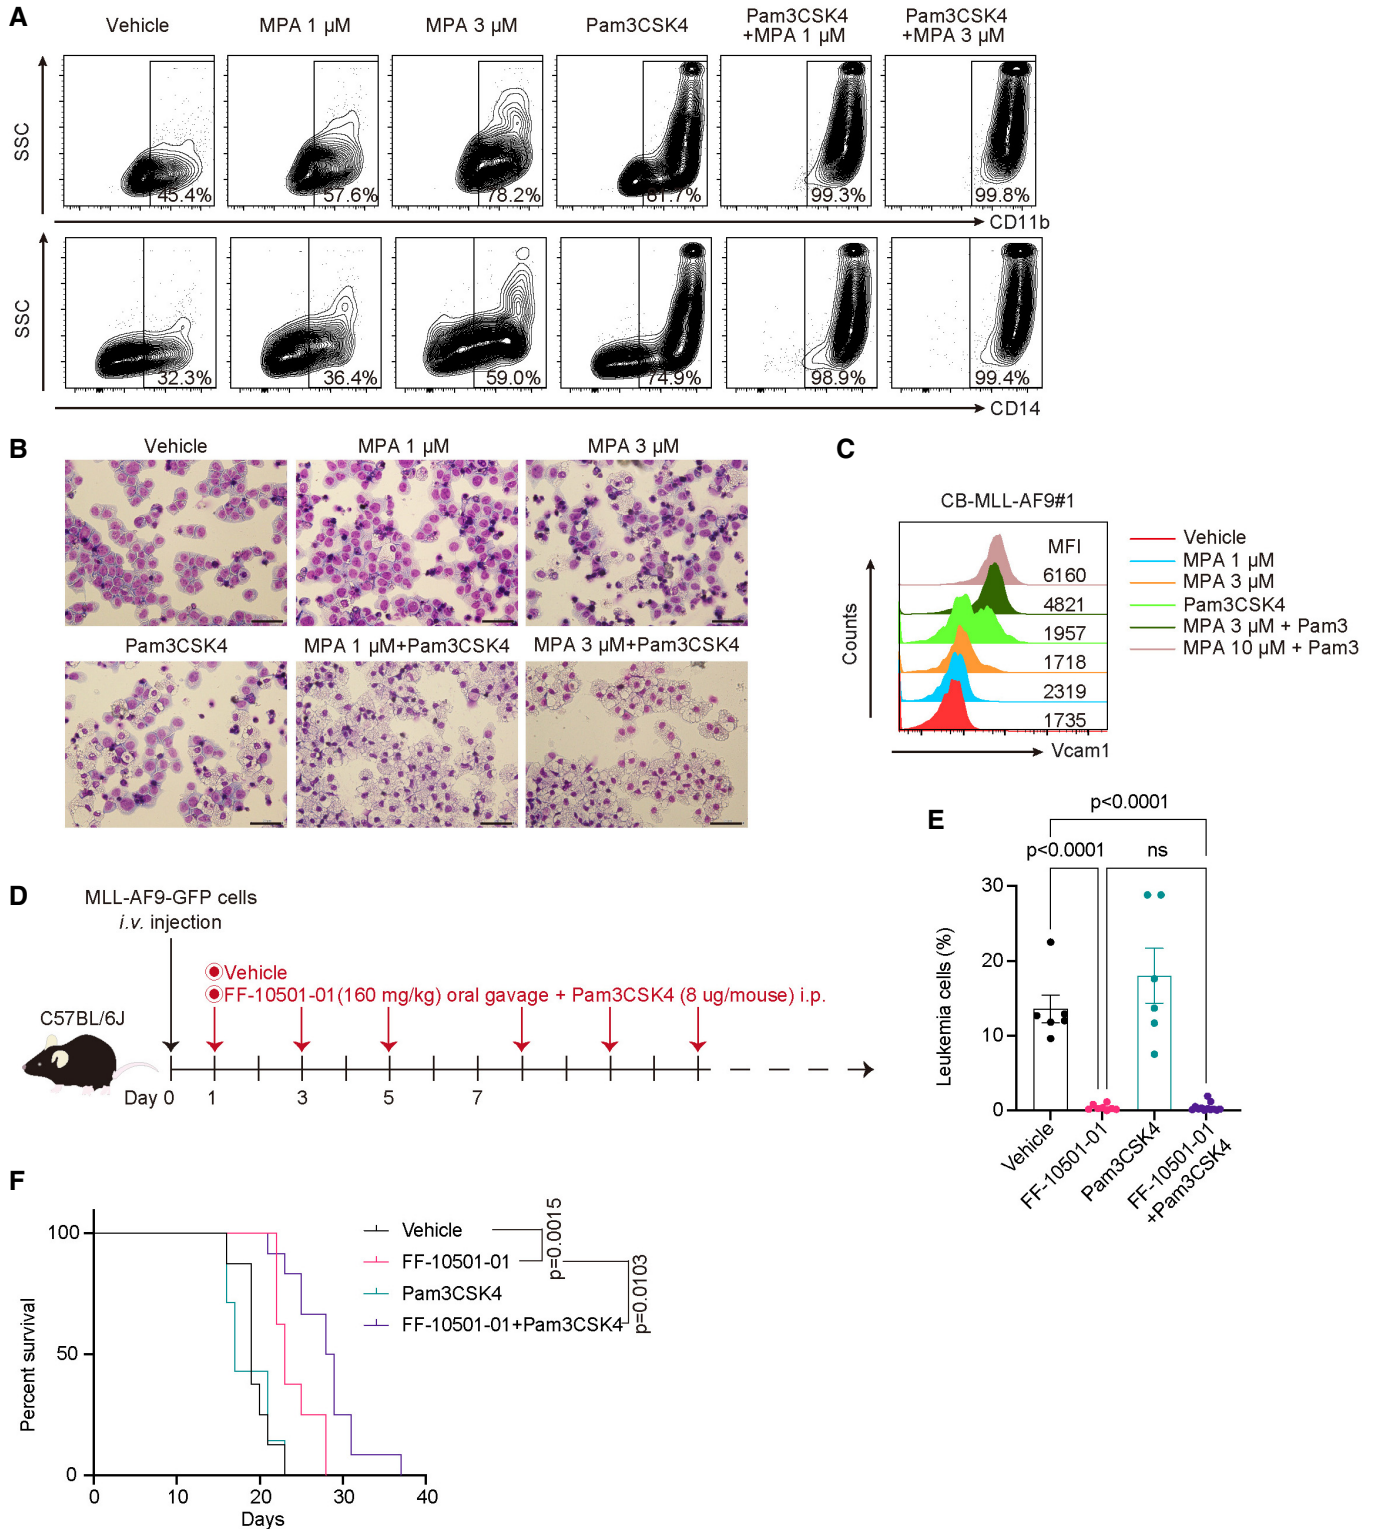 A
Vehicle
MPA 1 µM
MPA 3 µM
Pam3CSK4
Pam3CSK4
+MPA 1 µM
Pam3CSK4
+MPA 3 µM
SSC
45.4%
57.6%
78.2%
81.7%
99.3%
99.8%
CD11b
SSC
32.3%
36.4%
59.0%
74.9%
98.9%
99.4%
CD14
B
Vehicle
MPA 1 µM
MPA 3 µM
Pam3CSK4
MPA 1 µM+Pam3CSK4
MPA 3 µM+Pam3CSK4
C
CB-MLL-AF9#1
MFI
6160
4821
1957
1718
2319
1735
Counts
Vcam1
Vehicle
MPA 1 µM
MPA 3 µM
Pam3CSK4
MPA 3 µM + Pam3
MPA 10 µM + Pam3
D
MLL-AF9-GFP cells
i.v. injection
Vehicle
FF-10501-01(160 mg/kg) oral gavage + Pam3CSK4 (8 ug/mouse) i.p.
C57BL/6J
Day 0 1 3 5 7
E
p<0.0001
p<0.0001
ns
Leukemia cells (%)
30
20
10
0
Vehicle
FF-10501-01
Pam3CSK4
FF-10501-01
+Pam3CSK4
F
Percent survival
100
50
0
0 10 20 30 40
Days
Vehicle
FF-10501-01
Pam3CSK4
FF-10501-01+Pam3CSK4
p=0.0015
p=0.0103